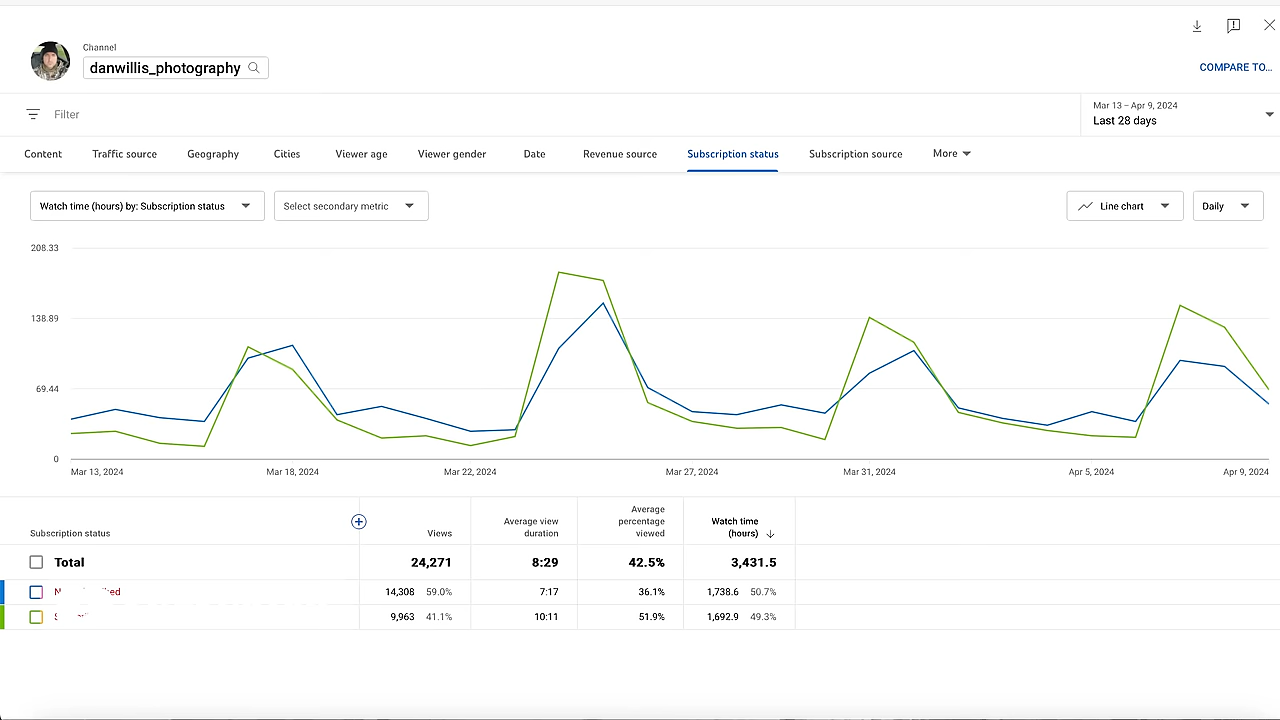 Channel
danwillis_photography
COMPARE TO...
Filter
Mar 13 – Apr 9, 2024
Last 28 days
Content Traffic source Geography Cities Viewer age Viewer gender Date Revenue source Subscription status Subscription source More
Watch time (hours) by: Subscription status Select secondary metric Line chart Daily
208.33
138.89
69.44
0
Mar 13, 2024 Mar 18, 2024 Mar 22, 2024 Mar 27, 2024 Mar 31, 2024 Apr 5, 2024 Apr 9, 2024
Subscription status
Views
Average view
duration
Average
percentage
viewed
Watch time
(hours)
Total 24,271 8:29 42.5% 3,431.5
14,308 59.0% 7:17 36.1% 1,738.6 50.7%
9,963 41.1% 10:11 51.9% 1,692.9 49.3%